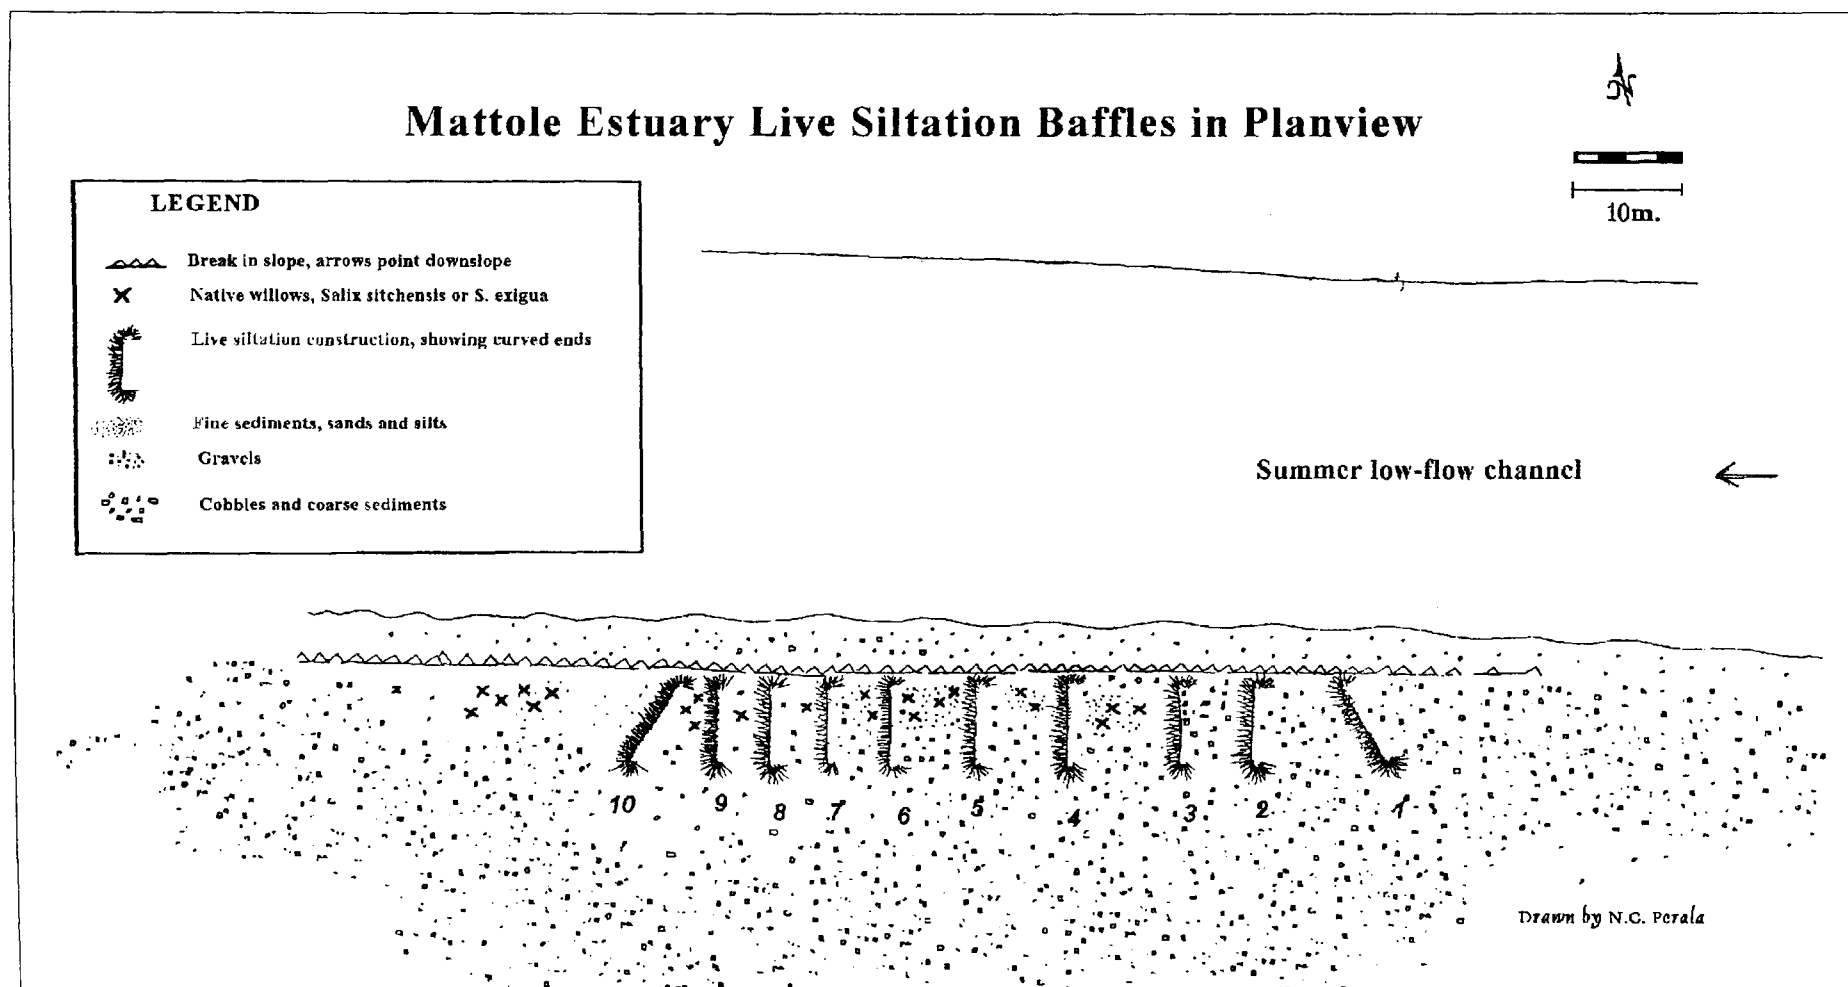 Mattole Estuary Live Siltation Baffles in Planview
N
10m.
LEGEND
Break in slope, arrows point downslope
Native willows, Salix sitchensis or S. exigua
Live siltation construction, showing curved ends
Fine sediments, sands and silts
Gravels
Cobbles and coarse sediments
Summer low-flow channel
10 9 8 7 6 5 4 3 2 1
Drawn by N.C. Perala